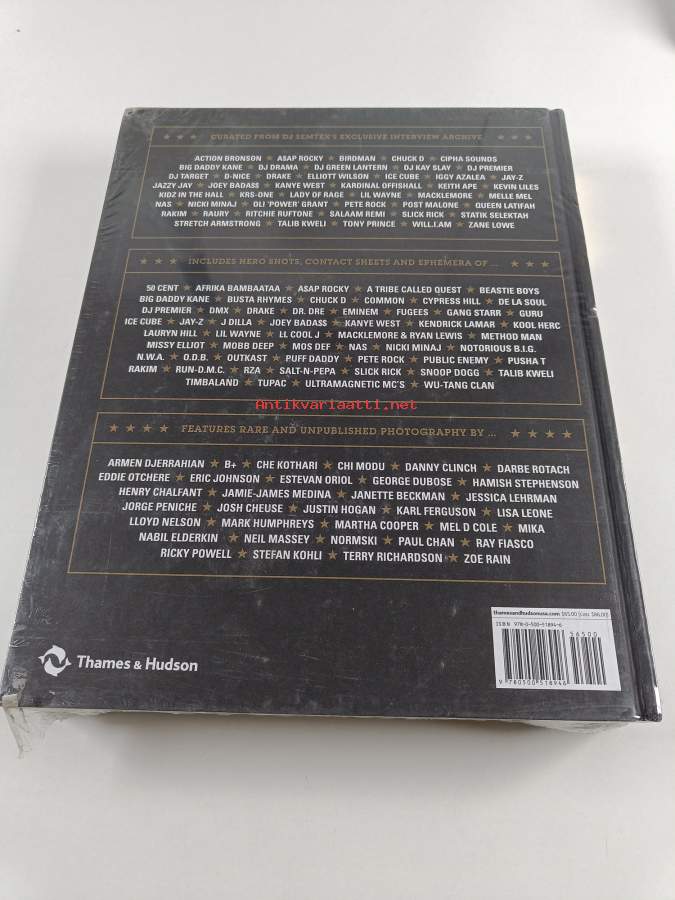 ★ ★ ★ CURATED FROM DJ SEMTEX'S EXCLUSIVE INTERVIEW ARCHIVE ★ ★ ★
ACTION BRONSON ★ ASAP ROCKY ★ BIRDMAN ★ CHUCK D ★ CIPHA SOUNDS
BIG DADDY KANE ★ DJ DRAMA ★ DJ GREEN LANTERN ★ DJ KAY SLAY ★ DJ PREMIER
DJ TARGET ★ D-NICE ★ DRAKE ★ ELLIOTT WILSON ★ ICE CUBE ★ IGGY AZALEA ★ JAY-Z
JAZZY JAY ★ JOEY BADA$$ ★ KANYE WEST ★ KARDINAL OFFISHALL ★ KEITH APE ★ KEVIN LILES
KIDZ IN THE HALL ★ KRS-ONE ★ LADY OF RAGE ★ LIL WAYNE ★ MACKLEMORE ★ MELLE MEL
NAS ★ NICKI MINAJ ★ OLI 'POWER' GRANT ★ PETE ROCK ★ POST MALONE ★ QUEEN LATIFAH
RAKIM ★ RAURY ★ RITCHIE RUFTONE ★ SALAAM REMI ★ SLICK RICK ★ STATIK SELEKTAH
STRETCH ARMSTRONG ★ TALIB KWELI ★ TONY PRINCE ★ WILL.I.AM ★ ZANE LOWE
★ ★ ★ INCLUDES HERO SHOTS, CONTACT SHEETS AND EPHEMERA OF ... ★ ★ ★
50 CENT ★ AFRIKA BAMBAATAA ★ ASAP ROCKY ★ A TRIBE CALLED QUEST ★ BEASTIE BOYS
BIG DADDY KANE ★ BUSTA RHYMES ★ CHUCK D ★ COMMON ★ CYPRESS HILL ★ DE LA SOUL
DJ PREMIER ★ DMX ★ DRAKE ★ DR. DRE ★ EMINEM ★ FUGEES ★ GANG STARR ★ GURU
ICE CUBE ★ JAY-Z ★ J DILLA ★ JOEY BADA$$ ★ KANYE WEST ★ KENDRICK LAMAR ★ KOOL HERC
LAURYN HILL ★ LIL WAYNE ★ LL COOL J ★ MACKLEMORE & RYAN LEWIS ★ METHOD MAN
MISSY ELLIOT ★ MOBB DEEP ★ MOS DEF ★ NAS ★ NICKI MINAJ ★ NOTORIOUS B.I.G.
N.W.A. ★ O.D.B. ★ OUTKAST ★ PUFF DADDY ★ PETE ROCK ★ PUBLIC ENEMY ★ PUSHA T
RAKIM ★ RUN-D.M.C. ★ RZA ★ SALT-N-PEPA ★ SLICK RICK ★ SNOOP DOGG ★ TALIB KWELI
TIMBALAND ★ TUPAC ★ ULTRAMAGNETIC MC'S ★ WU-TANG CLAN
Antikvariaatti.net
★ ★ ★ ★ FEATURES RARE AND UNPUBLISHED PHOTOGRAPHY BY ... ★ ★ ★ ★
ARMEN DJERRAHIAN ★ B+ ★ CHE KOTHARI ★ CHI MODU ★ DANNY CLINCH ★ DARBE ROTACH
EDDIE OTCHERE ★ ERIC JOHNSON ★ ESTEVAN ORIOL ★ GEORGE DUBOSE ★ HAMISH STEPHENSON
HENRY CHALFANT ★ JAMIE-JAMES MEDINA ★ JANETTE BECKMAN ★ JESSICA LEHRMAN
JORGE PENICHE ★ JOSH CHEUSE ★ JUSTIN HOGAN ★ KARL FERGUSON ★ LISA LEONE
LLOYD NELSON ★ MARK HUMPHREYS ★ MARTHA COOPER ★ MEL D COLE ★ MIKA
NABIL ELDERKIN ★ NEIL MASSEY ★ NORMSKI ★ PAUL CHAN ★ RAY FIASCO
RICKY POWELL ★ STEFAN KOHLI ★ TERRY RICHARDSON ★ ZOE RAIN
thamesandhudsonusa.com $65.00
ISBN 978-0-500-51894-6
56500
9 780500 518946
Thames & Hudson